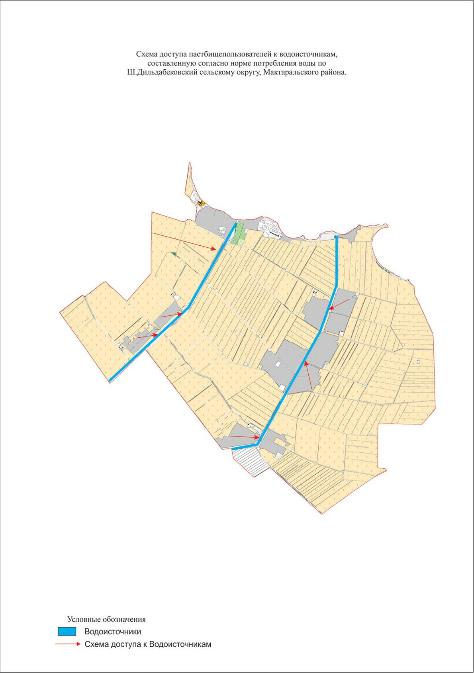 Схема доступа пастбищепользователей к водоисточникам,
составленную согласно норме потребления воды по
Ш.Дильдабековский сельскому округу, Мактаральского района.
Условные обозначения
Водоисточники
Схема доступа к Водоисточникам